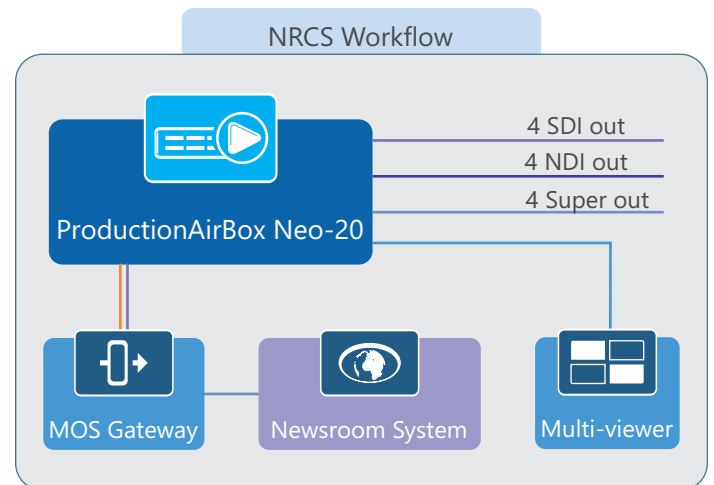 NRCS Workflow
4 SDI out
4 NDI out
4 Super out
ProductionAirBox Neo-20
MOS Gateway
Newsroom System
Multi-viewer